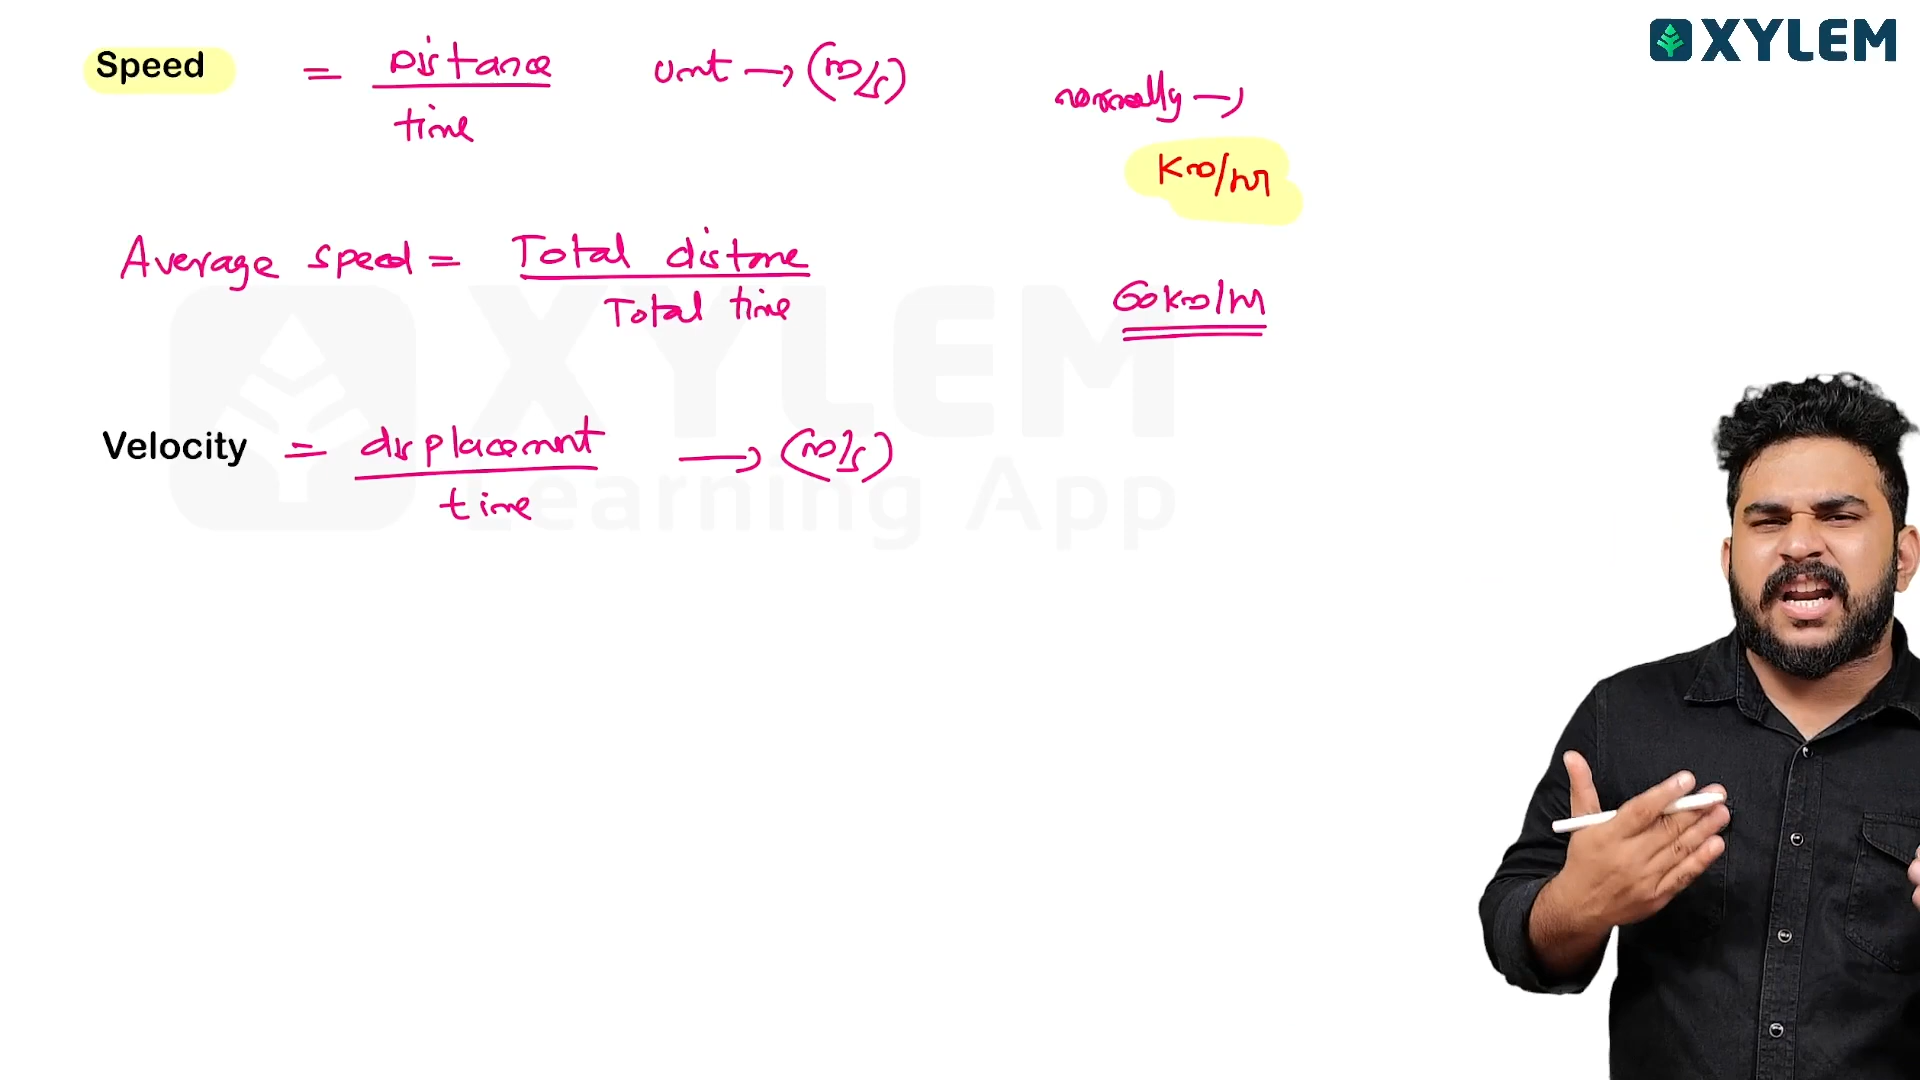 XYLEM
Speed = Distance / time unit → (m/s)
normally →
Km/hr
Average speed = Total distance / Total time
60km/hr
Velocity = displacement / time → (m/s)
XYLEM
Learning App